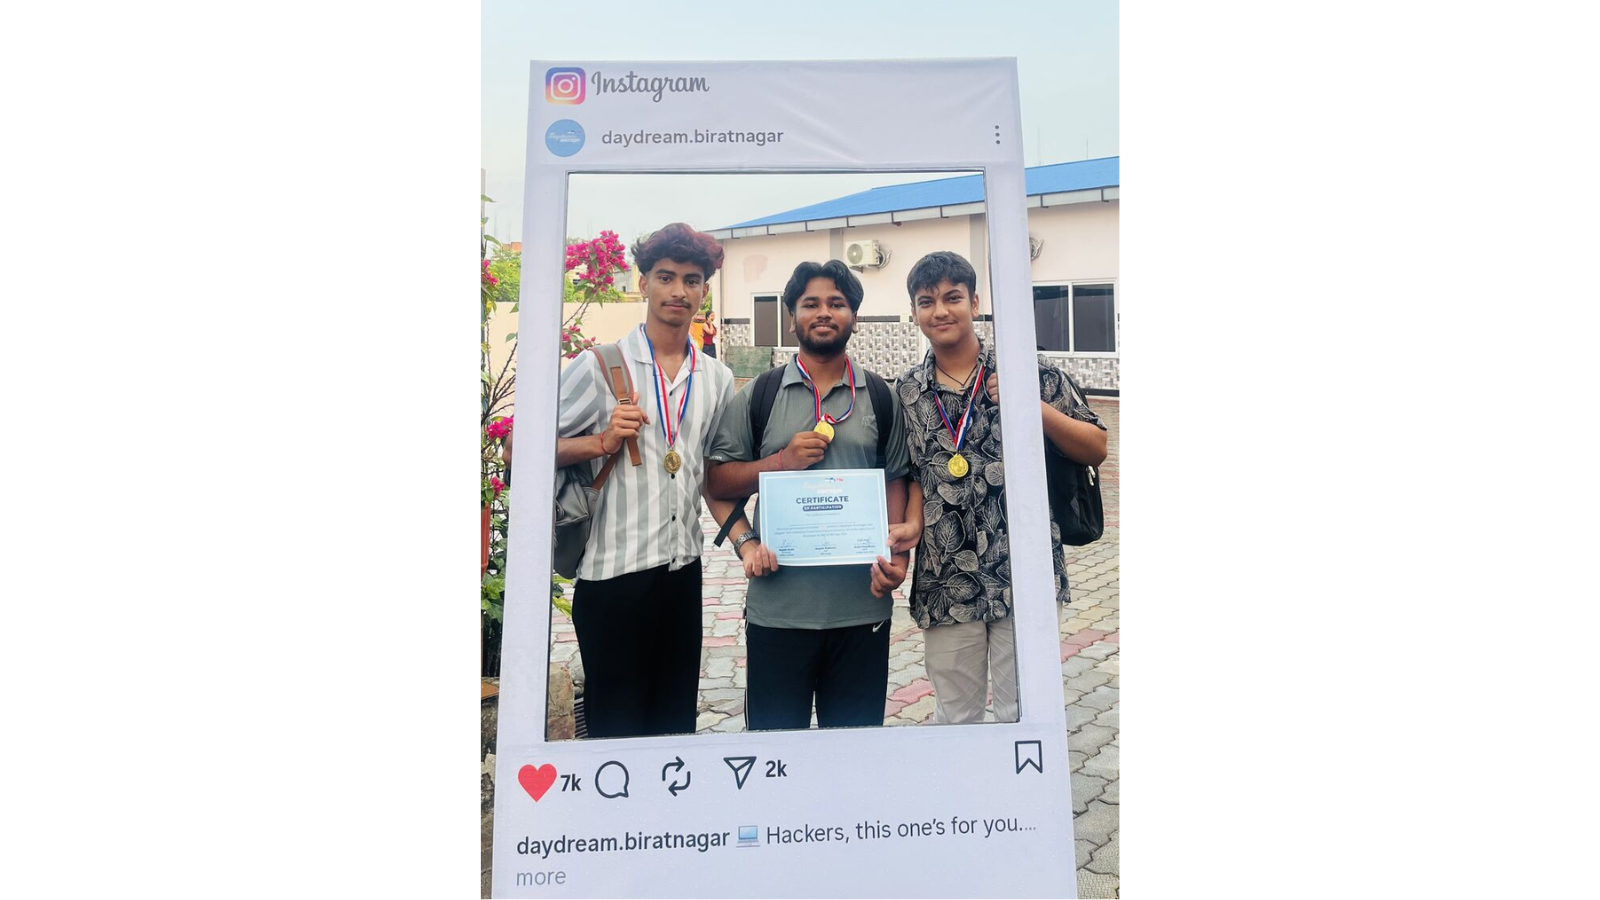 Instagram
daydream.biratnagar
CERTIFICATE
OF PARTICIPATION
7k
2k
daydream.biratnagar 💻 Hackers, this one's for you....
more